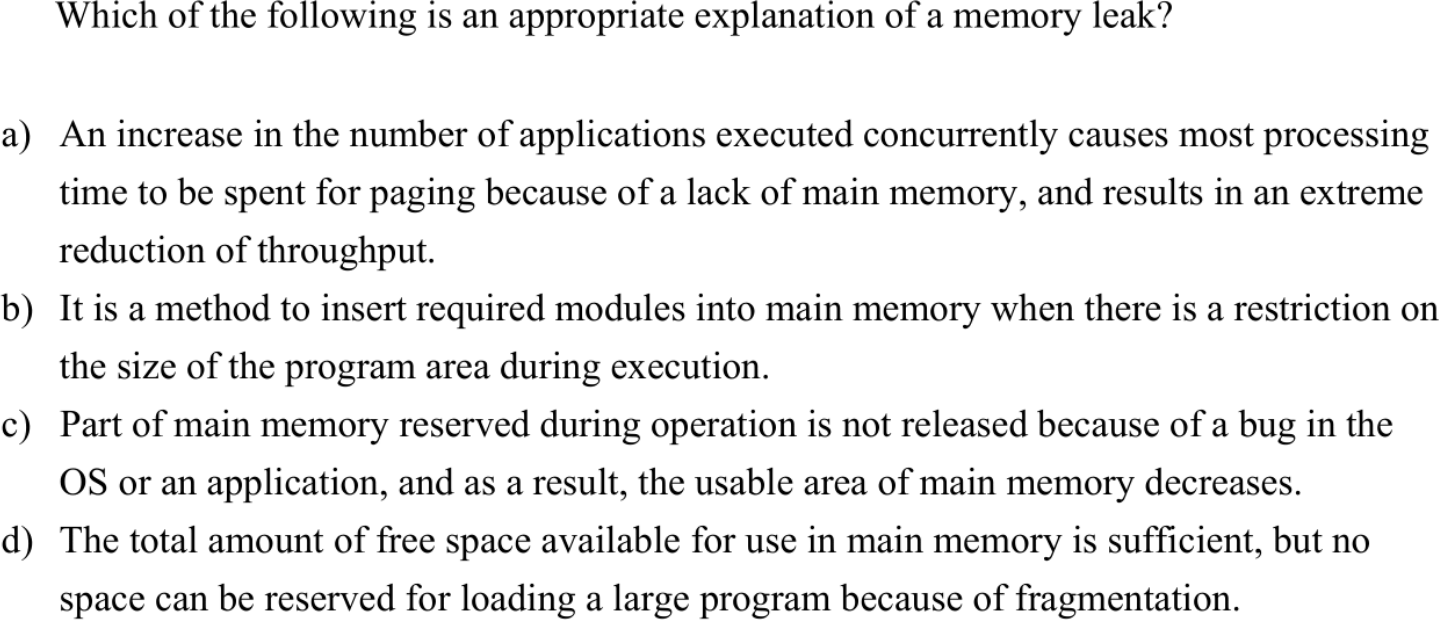 Which of the following is an appropriate explanation of a memory leak?
a) An increase in the number of applications executed concurrently causes most processing
time to be spent for paging because of a lack of main memory, and results in an extreme
reduction of throughput.
b) It is a method to insert required modules into main memory when there is a restriction on
the size of the program area during execution.
c) Part of main memory reserved during operation is not released because of a bug in the
OS or an application, and as a result, the usable area of main memory decreases.
d) The total amount of free space available for use in main memory is sufficient, but no
space can be reserved for loading a large program because of fragmentation.